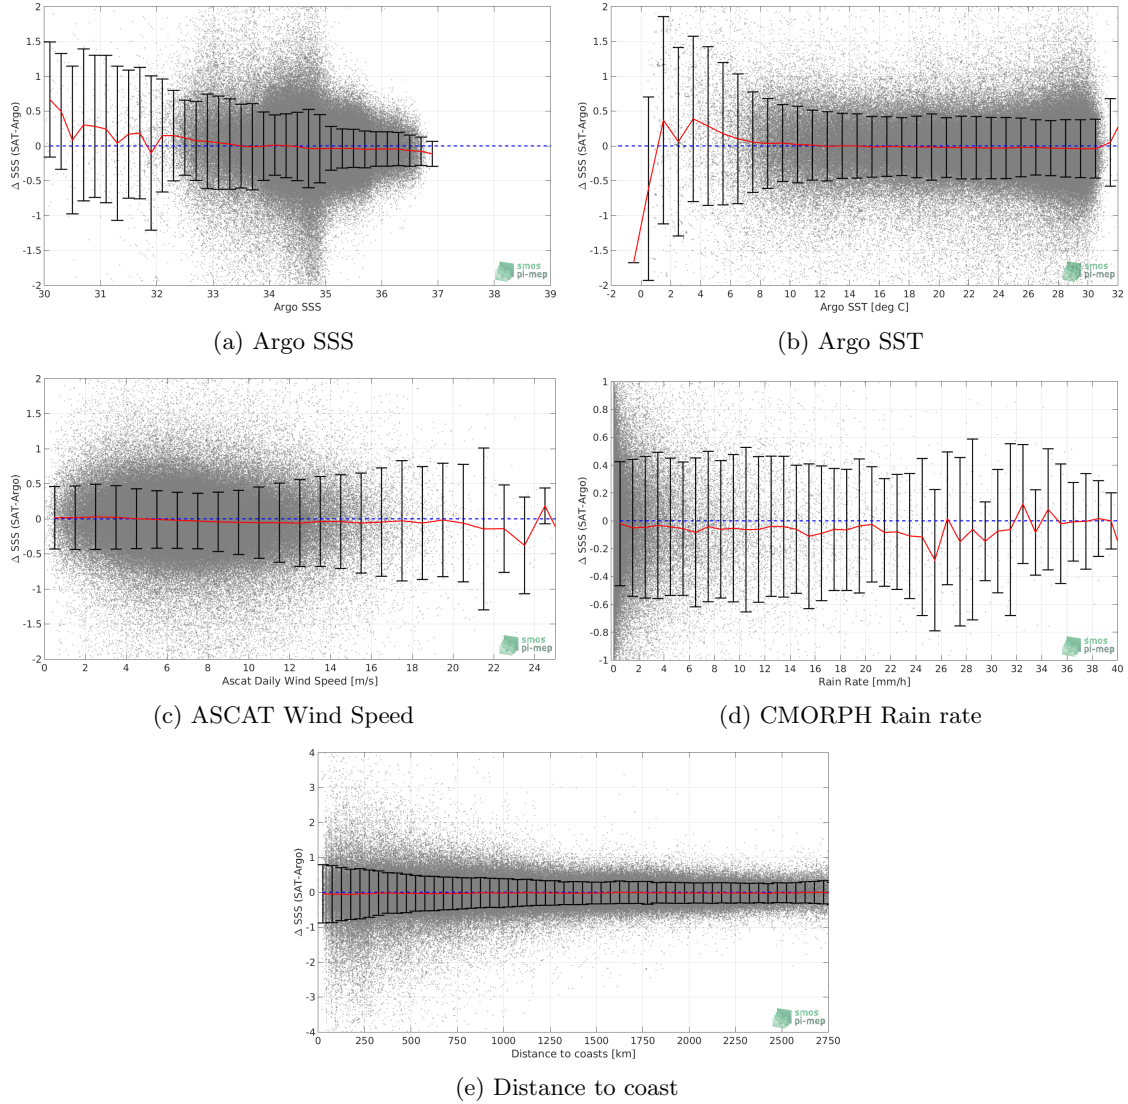 2
1.5
1
0.5
0
-0.5
-1
-1.5
-2
Δ SSS (SAT-Argo)
30 31 32 33 34 35 36 37 38 39
Argo SSS
smos
pi-mep
(a) Argo SSS
2
1.5
1
0.5
0
-0.5
-1
-1.5
-2
Δ SSS (SAT-Argo)
-2 0 2 4 6 8 10 12 14 16 18 20 22 24 26 28 30 32
Argo SST [deg C]
smos
pi-mep
(b) Argo SST
2
1.5
1
0.5
0
-0.5
-1
-1.5
-2
Δ SSS (SAT-Argo)
0 2 4 6 8 10 12 14 16 18 20 22 24
Ascat Daily Wind Speed [m/s]
smos
pi-mep
(c) ASCAT Wind Speed
1
0.8
0.6
0.4
0.2
0
-0.2
-0.4
-0.6
-0.8
-1
Δ SSS (SAT-Argo)
0 2 4 6 8 10 12 14 16 18 20 22 24 26 28 30 32 34 36 38 40
Rain Rate [mm/h]
smos
pi-mep
(d) CMORPH Rain rate
4
3
2
1
0
-1
-2
-3
-4
Δ SSS (SAT-Argo)
0 250 500 750 1000 1250 1500 1750 2000 2250 2500 2750
Distance to coasts [km]
smos
pi-mep
(e) Distance to coast